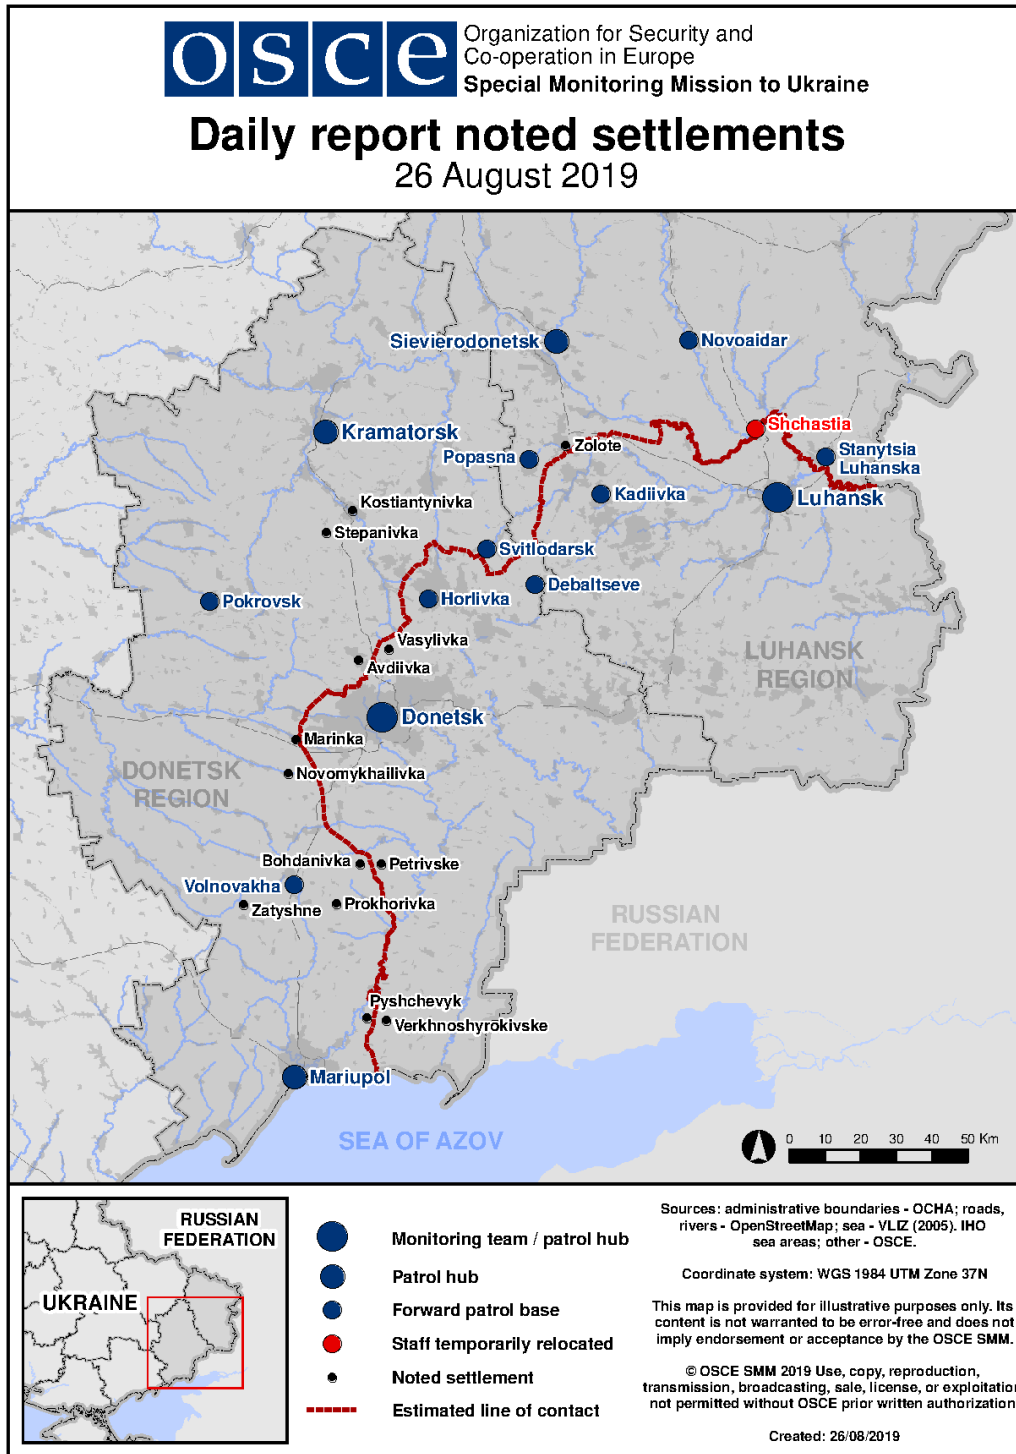 osce
Organization for Security and
Co-operation in Europe
Special Monitoring Mission to Ukraine
Daily report noted settlements
26 August 2019
Sievierodonetsk
Novoaidar
Shchastia
Kramatorsk
Zolote
Popasna
Stanytsia
Luhanska
Kadiivka
Luhansk
Kostiantynivka
Stepanivka
Svitlodarsk
Debaltseve
Pokrovsk
Horlivka
Vasylivka
Avdiivka
LUHANSK
REGION
Donetsk
Marinka
DONETSK
REGION
Novomykhailivka
Bohdanivka
Petrivske
Volnovakha
Zatyshne
Prokhorivka
RUSSIAN
FEDERATION
Pyshchevyk
Verkhnoshyrokivske
Mariupol
SEA OF AZOV
0 10 20 30 40 50 Km
RUSSIAN
FEDERATION
UKRAINE
Monitoring team / patrol hub
Patrol hub
Forward patrol base
Staff temporarily relocated
Noted settlement
Estimated line of contact
Sources: administrative boundaries - OCHA; roads,
rivers - OpenStreetMap; sea - VLIZ (2005). IHO
sea areas; other - OSCE.
Coordinate system: WGS 1984 UTM Zone 37N
This map is provided for illustrative purposes only. Its
content is not warranted to be error-free and does not
imply endorsement or acceptance by the OSCE SMM.
© OSCE SMM 2019 Use, copy, reproduction,
transmission, broadcasting, sale, license, or exploitation
not permitted without OSCE prior written authorization
Created: 26/08/2019